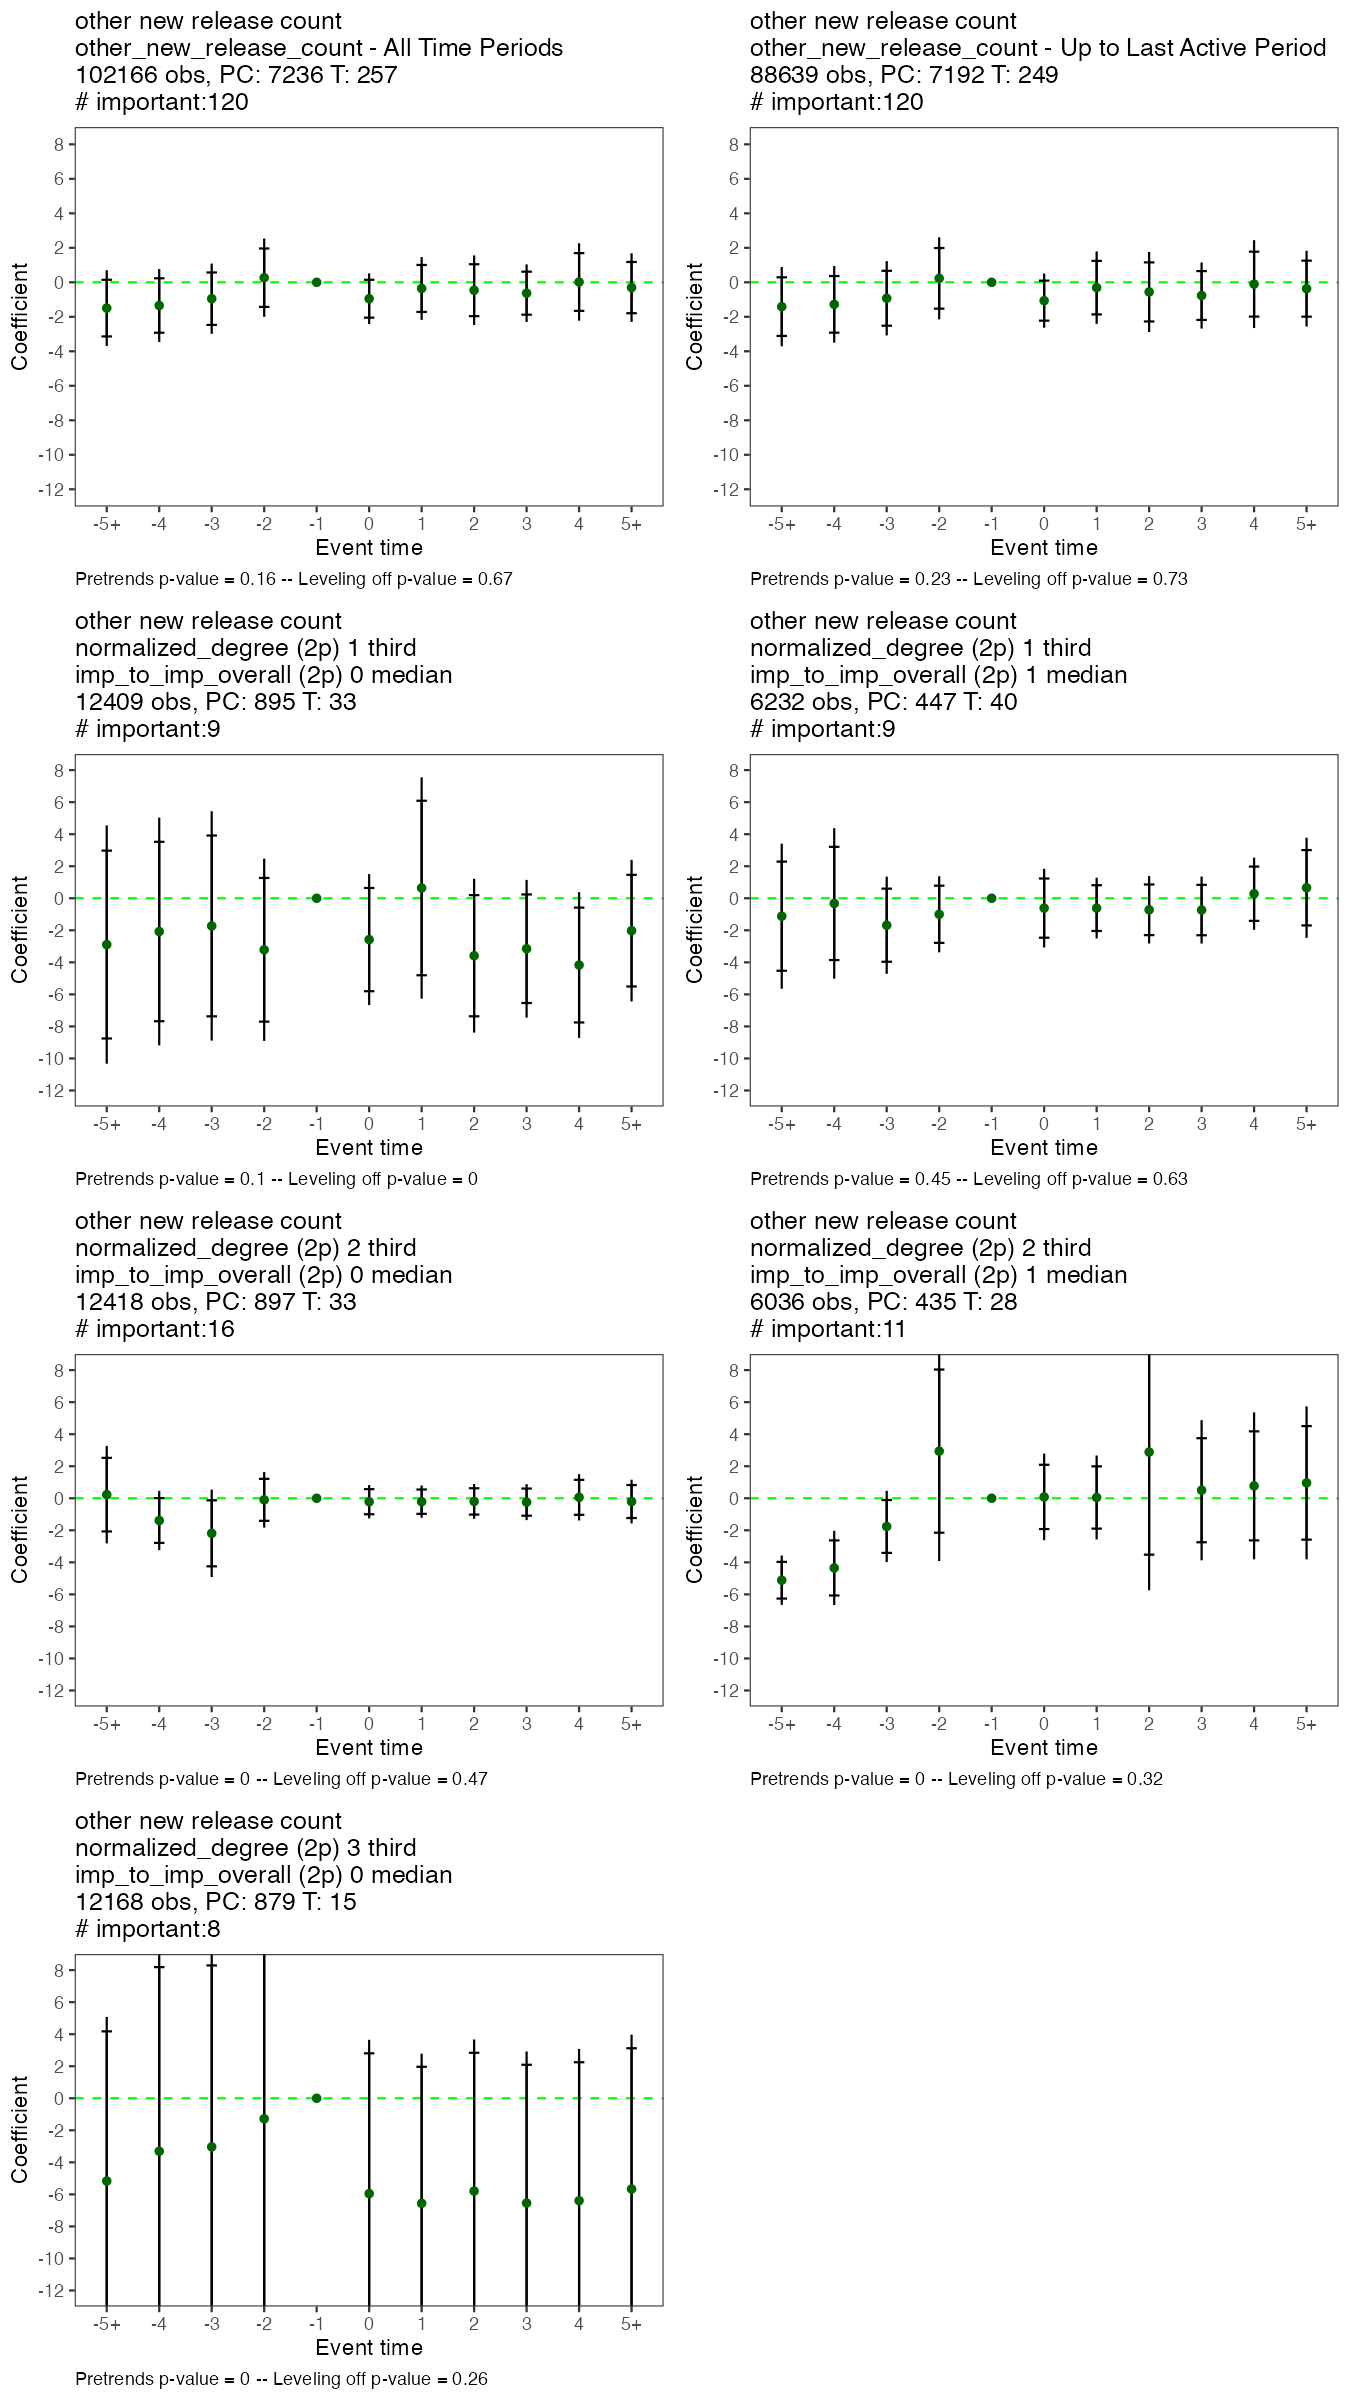 other new release count
other_new_release_count - All Time Periods
102166 obs, PC: 7236 T: 257
# important:120
8
6
4
2
0
-2
-4
-6
-8
-10
-12
Coefficient
-5+ -4 -3 -2 -1 0 1 2 3 4 5+
Event time
Pretrends p-value = 0.16 -- Leveling off p-value = 0.67
other new release count
other_new_release_count - Up to Last Active Period
88639 obs, PC: 7192 T: 249
# important:120
8
6
4
2
0
-2
-4
-6
-8
-10
-12
Coefficient
-5+ -4 -3 -2 -1 0 1 2 3 4 5+
Event time
Pretrends p-value = 0.23 -- Leveling off p-value = 0.73
other new release count
normalized_degree (2p) 1 third
imp_to_imp_overall (2p) 0 median
12409 obs, PC: 895 T: 33
# important:9
8
6
4
2
0
-2
-4
-6
-8
-10
-12
Coefficient
-5+ -4 -3 -2 -1 0 1 2 3 4 5+
Event time
Pretrends p-value = 0.1 -- Leveling off p-value = 0
other new release count
normalized_degree (2p) 1 third
imp_to_imp_overall (2p) 1 median
6232 obs, PC: 447 T: 40
# important:9
8
6
4
2
0
-2
-4
-6
-8
-10
-12
Coefficient
-5+ -4 -3 -2 -1 0 1 2 3 4 5+
Event time
Pretrends p-value = 0.45 -- Leveling off p-value = 0.63
other new release count
normalized_degree (2p) 2 third
imp_to_imp_overall (2p) 0 median
12418 obs, PC: 897 T: 33
# important:16
8
6
4
2
0
-2
-4
-6
-8
-10
-12
Coefficient
-5+ -4 -3 -2 -1 0 1 2 3 4 5+
Event time
Pretrends p-value = 0 -- Leveling off p-value = 0.47
other new release count
normalized_degree (2p) 2 third
imp_to_imp_overall (2p) 1 median
6036 obs, PC: 435 T: 28
# important:11
8
6
4
2
0
-2
-4
-6
-8
-10
-12
Coefficient
-5+ -4 -3 -2 -1 0 1 2 3 4 5+
Event time
Pretrends p-value = 0 -- Leveling off p-value = 0.32
other new release count
normalized_degree (2p) 3 third
imp_to_imp_overall (2p) 0 median
12168 obs, PC: 879 T: 15
# important:8
8
6
4
2
0
-2
-4
-6
-8
-10
-12
Coefficient
-5+ -4 -3 -2 -1 0 1 2 3 4 5+
Event time
Pretrends p-value = 0 -- Leveling off p-value = 0.26